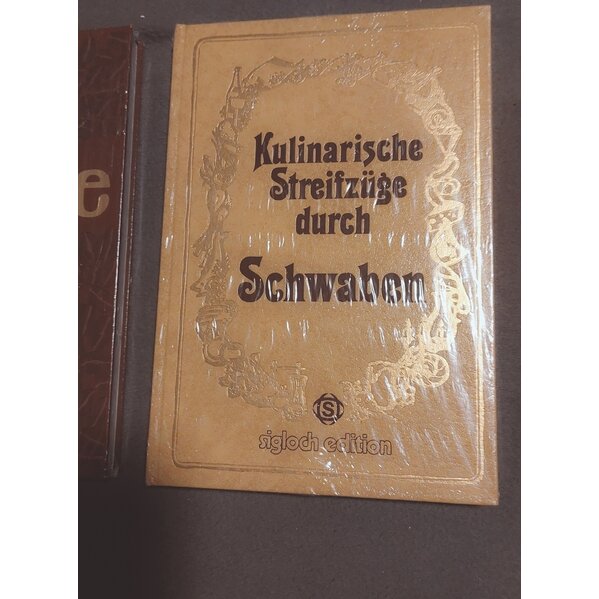 e
Kulinarische
Streifzüge
durch
Schwaben
S
sigloch edition